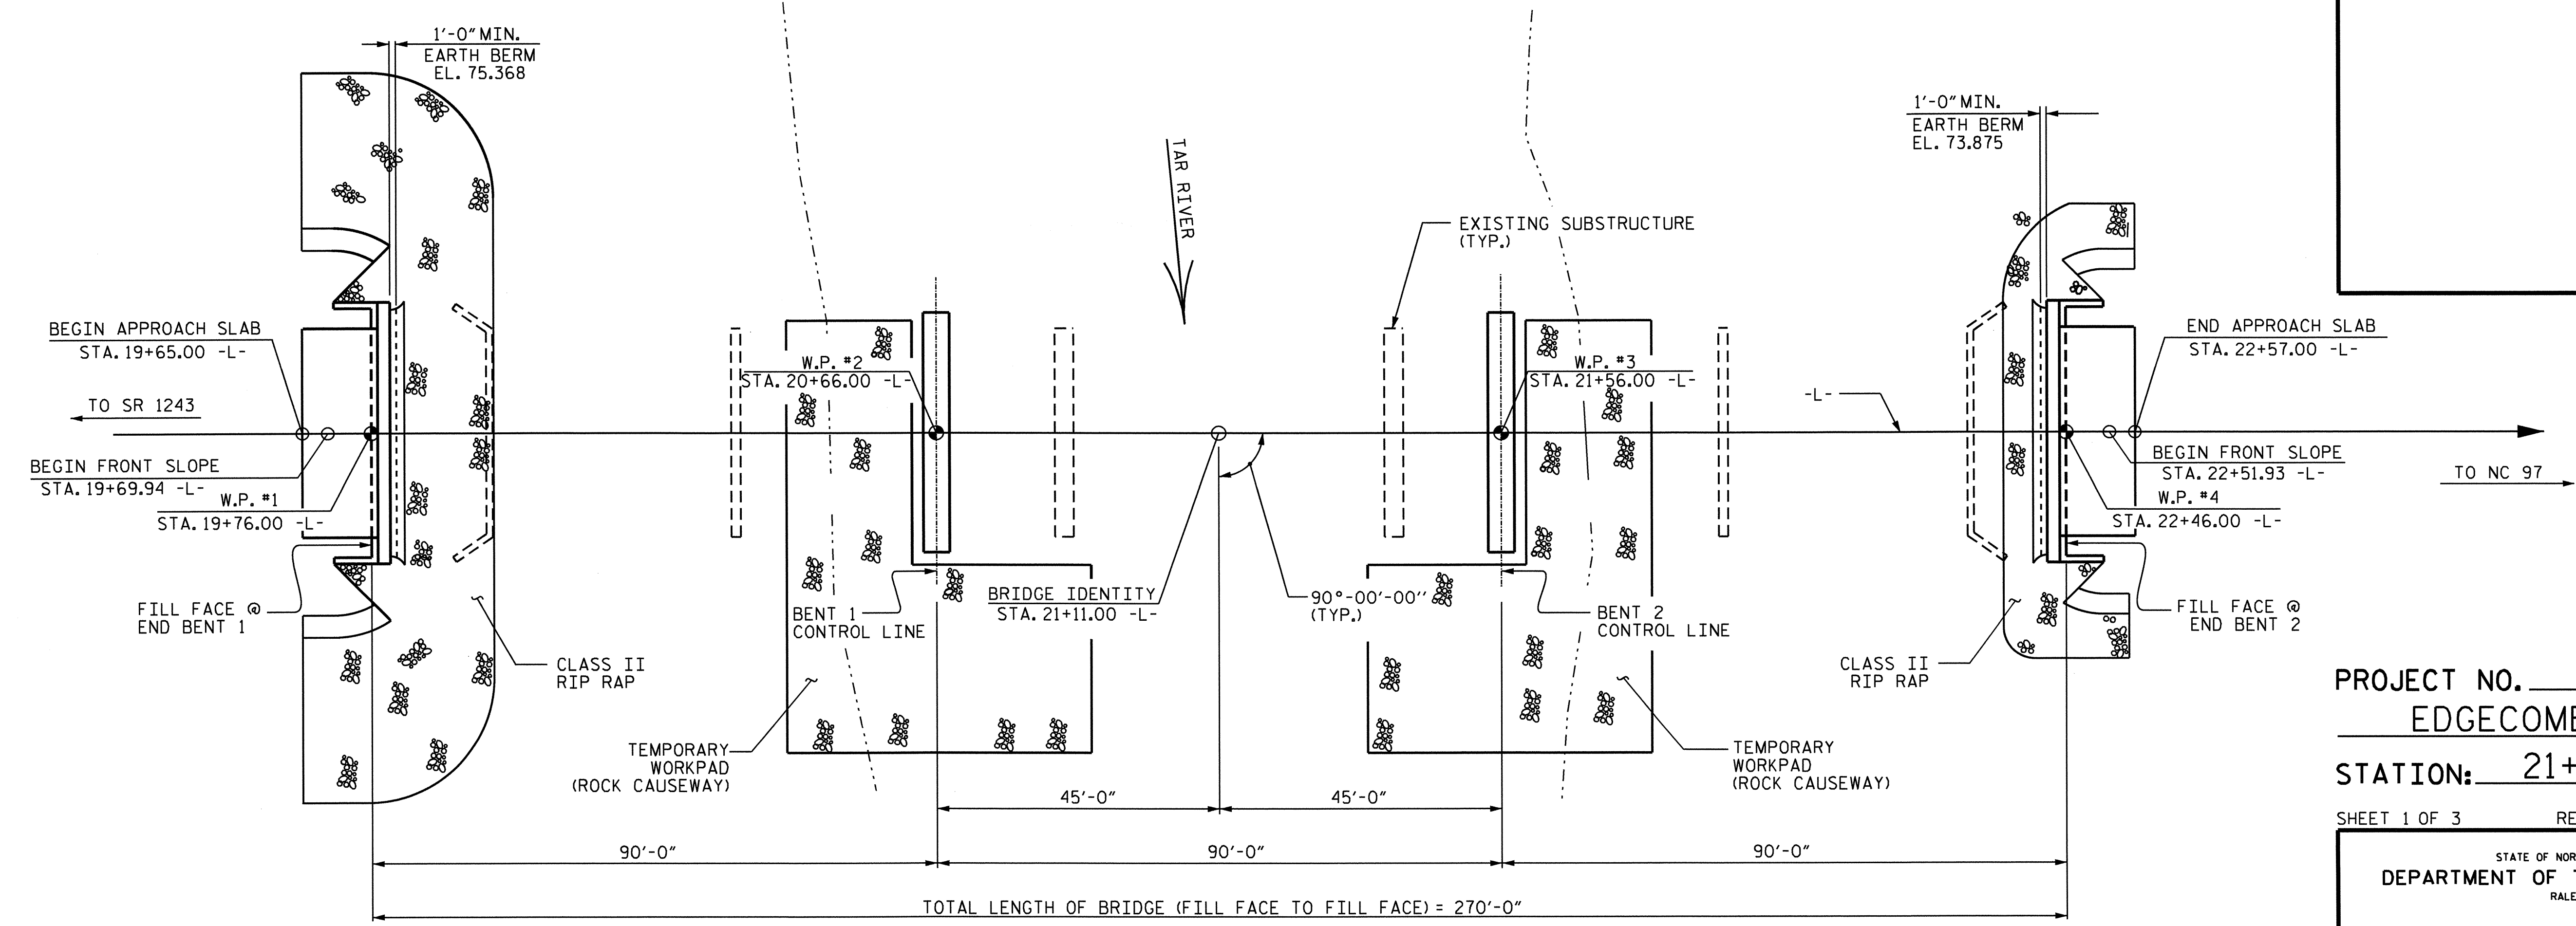 1'-0" MIN.
EARTH BERM
EL. 75.368
1'-0" MIN.
EARTH BERM
EL. 73.875
TAR RIVER
EXISTING SUBSTRUCTURE
(TYP.)
BEGIN APPROACH SLAB
STA. 19+65.00 -L-
TO SR 1243
BEGIN FRONT SLOPE
STA. 19+69.94 -L-
W.P. #1
STA. 19+76.00 -L-
FILL FACE @
END BENT 1
W.P. #2
STA. 20+66.00 -L-
W.P. #3
STA. 21+56.00 -L-
-L-
END APPROACH SLAB
STA. 22+57.00 -L-
BEGIN FRONT SLOPE
STA. 22+51.93 -L-
TO NC 97
W.P. #4
STA. 22+46.00 -L-
FILL FACE @
END BENT 2
BENT 1
CONTROL LINE
BRIDGE IDENTITY
STA. 21+11.00 -L-
90°-00'-00"
(TYP.)
BENT 2
CONTROL LINE
CLASS II
RIP RAP
CLASS II
RIP RAP
TEMPORARY
WORKPAD
(ROCK CAUSEWAY)
TEMPORARY
WORKPAD
(ROCK CAUSEWAY)
45'-0"
45'-0"
90'-0"
90'-0"
90'-0"
TOTAL LENGTH OF BRIDGE (FILL FACE TO FILL FACE) = 270'-0"
PROJECT NO.
EDGECOMB
STATION: 21+
SHEET 1 OF 3
STATE OF NOR
DEPARTMENT OF
RALE